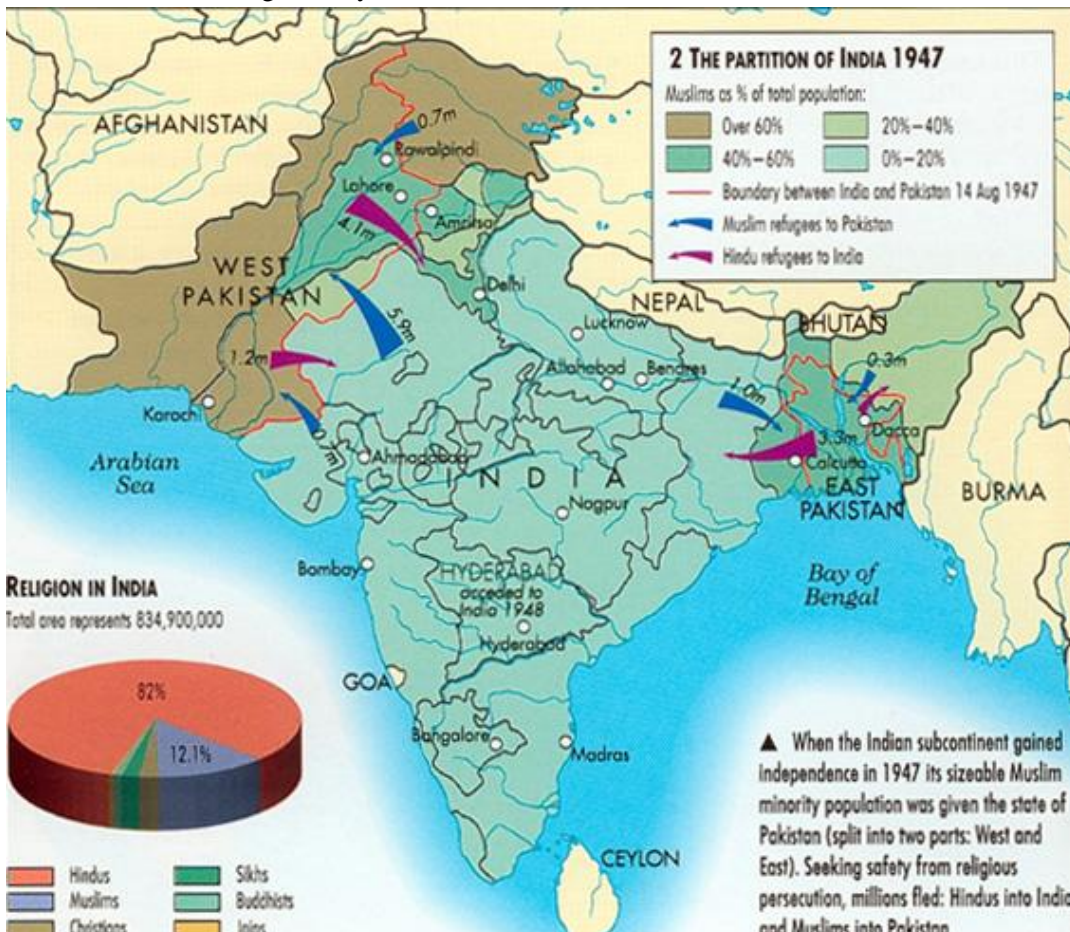 2 THE PARTITION OF INDIA 1947
Muslims as % of total population:
Over 60%
20%–40%
40%–60%
0%–20%
Boundary between India and Pakistan 14 Aug 1947
Muslim refugees to Pakistan
Hindu refugees to India
AFGHANISTAN
0.7m
Rawalpindi
Lahore
Amritsar
4.1m
WEST
PAKISTAN
Delhi
NEPAL
BHUTAN
5.9m
Lucknow
0.3m
1.2m
Allahabad
Benares
1.0m
Karachi
0.7m
3.3m
Dacca
Ahmadabad
Calcutta
Arabian
Sea
INDIA
EAST
PAKISTAN
BURMA
Nagpur
Bombay
HYDERABAD
acceded to
India 1948
Hyderabad
Bay of
Bengal
RELIGION IN INDIA
Total area represents 834,900,000
82%
12.1%
GOA
Bangalore
Madras
CEYLON
▲ When the Indian subcontinent gained
independence in 1947 its sizeable Muslim
minority population was given the state of
Pakistan (split into two parts: West and
East). Seeking safety from religious
persecution, millions fled: Hindus into India
and Muslims into Pakistan
Hindus
Sikhs
Muslims
Buddhists
Christians
Jains